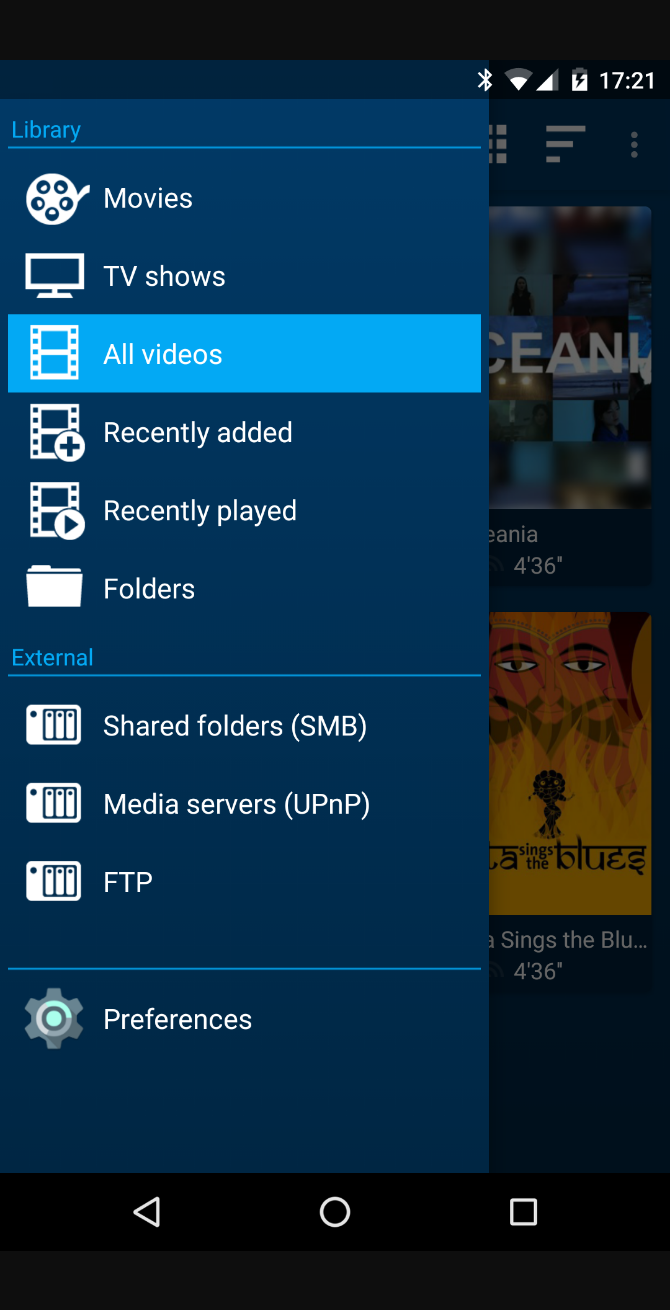 17:21
Library
Movies
TV shows
All videos
Recently added
Recently played
Folders
External
Shared folders (SMB)
Media servers (UPnP)
FTP
Preferences
CEANI
eania
4'36"
sings
the
blues
a Sings the Blu...
4'36"